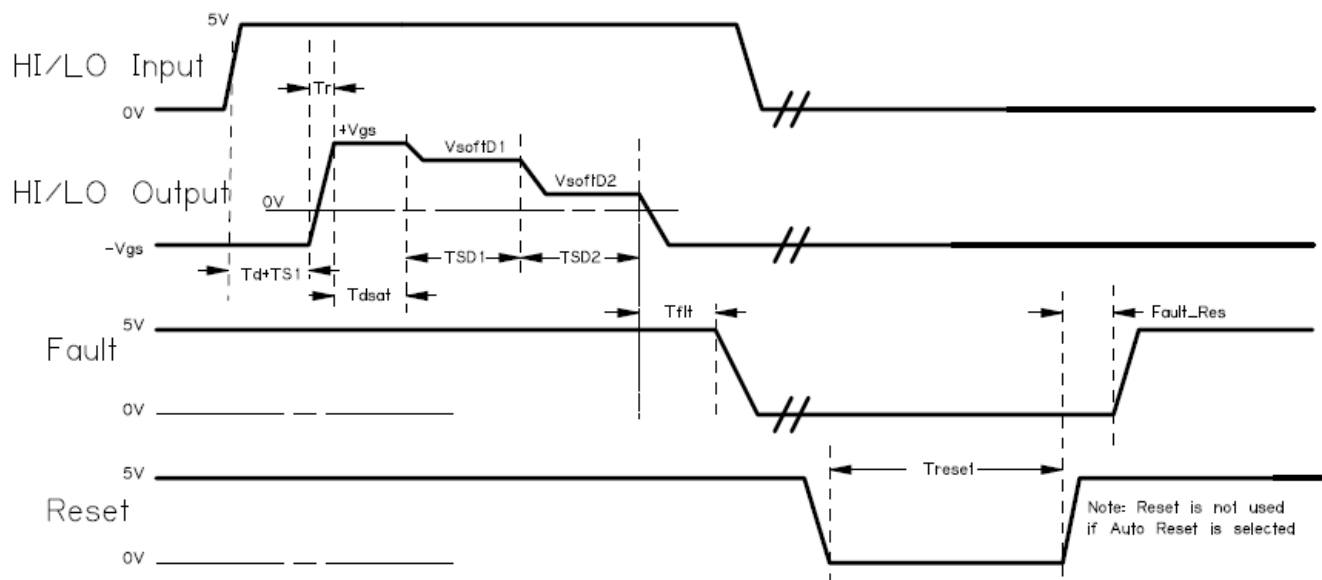 5V
HI/LO Input
Tr
0V
+Vgs
VsoftD1
VsoftD2
HI/LO Output
0V
-Vgs
TSD1
TSD2
Td+TS1
Tdsat
Tflt
Fault_Res
5V
Fault
0V
Treset
5V
Reset
Note: Reset is not used
if Auto Reset is selected
0V